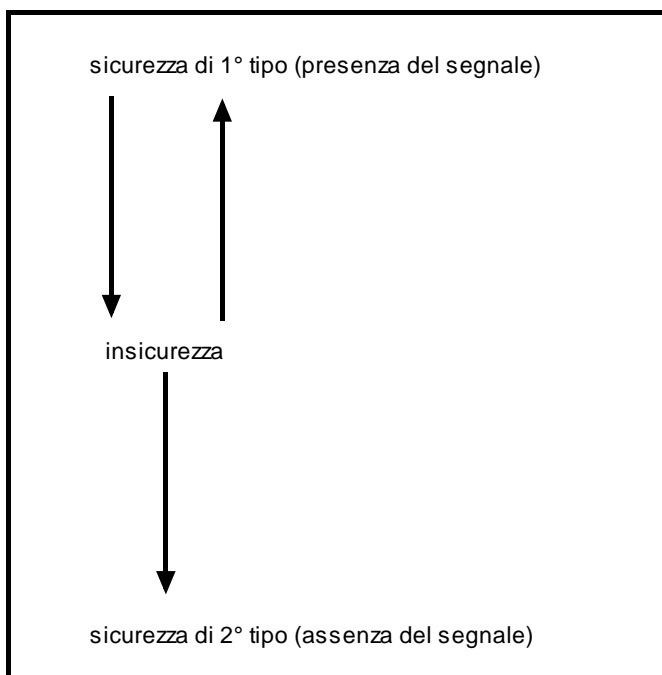 sicurezza di 1° tipo (presenza del segnale)
insicurezza
sicurezza di 2° tipo (assenza del segnale)